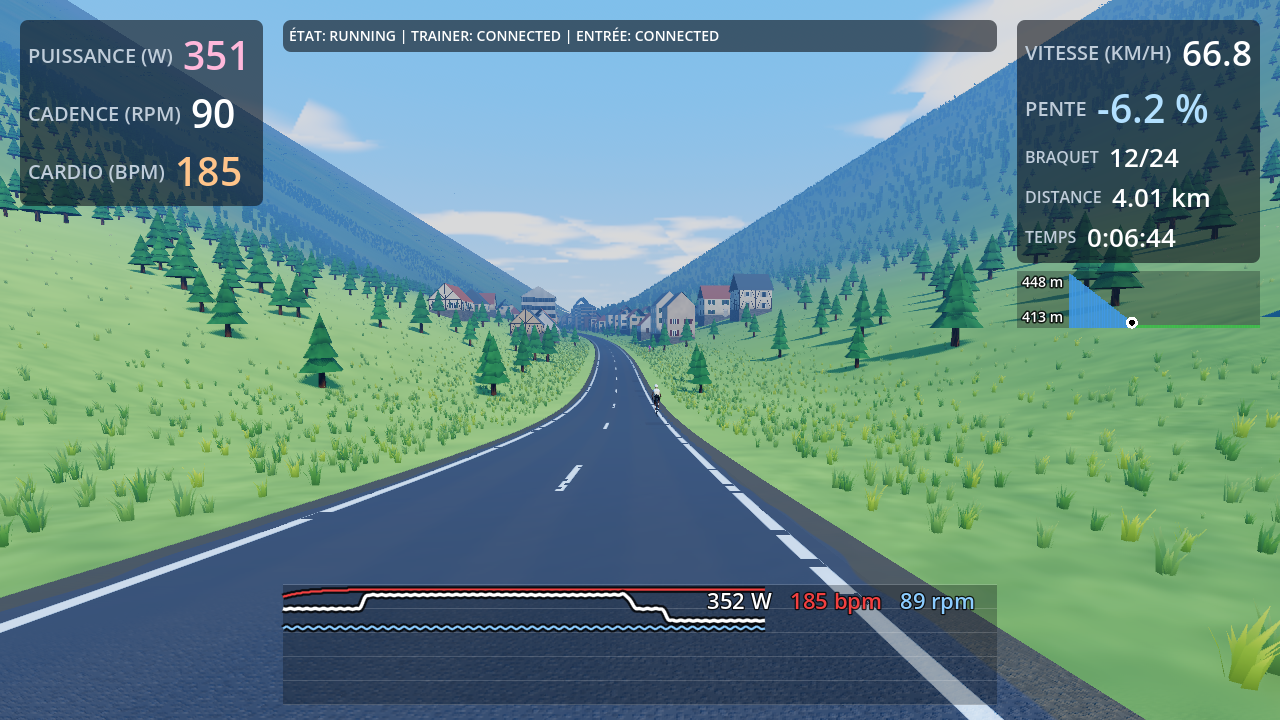 PUISSANCE (W) 351
CADENCE (RPM) 90
CARDIO (BPM) 185
ÉTAT: RUNNING | TRAINER: CONNECTED | ENTRÉE: CONNECTED
VITESSE (KM/H) 66.8
PENTE -6.2 %
BRAQUET 12/24
DISTANCE 4.01 km
TEMPS 0:06:44
448 m
413 m
352 W 185 bpm 89 rpm